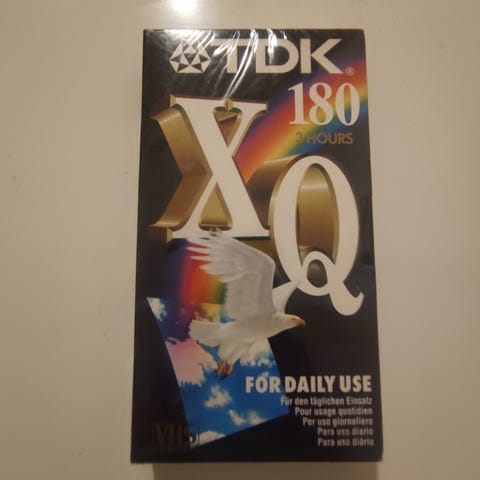 TDK®
180
3 HOURS
XQ
FOR DAILY USE
Für den täglichen Einsatz
Pour usage quotidien
Per uso giornaliero
Para uso diario
Para uso diário
VHS